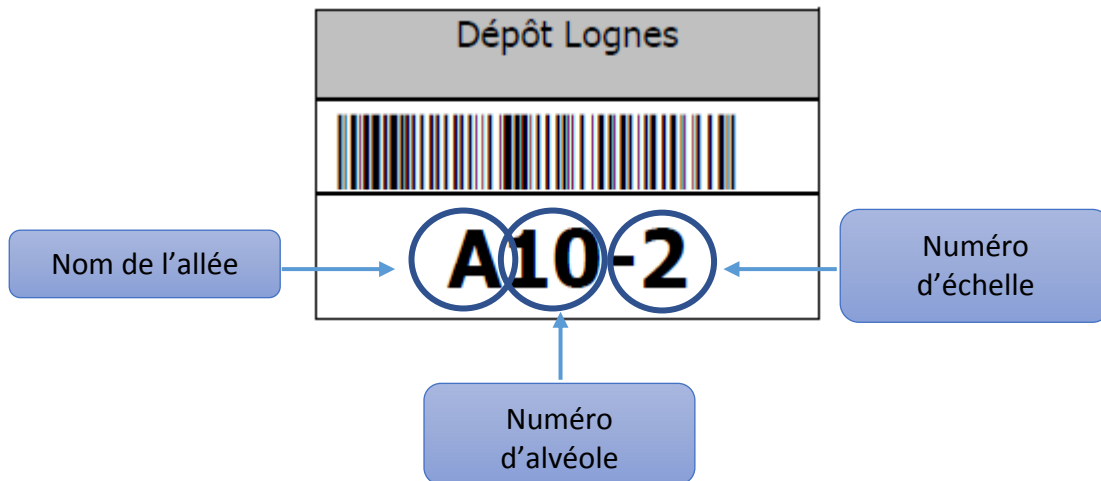 Dépôt Lognes
A10-2
Nom de l’allée
Numéro
d’échelle
Numéro
d’alvéole